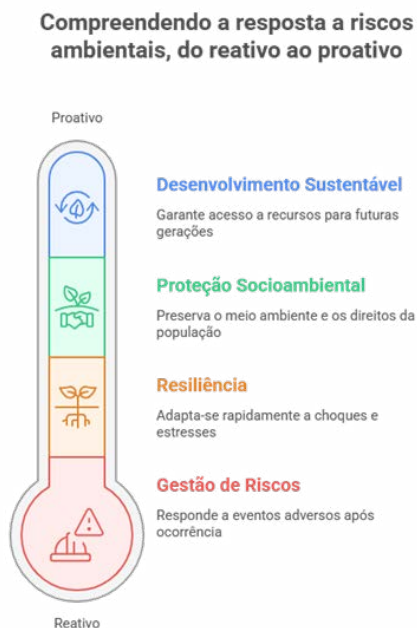 Compreendendo a resposta a riscos
ambientais, do reativo ao proativo
Proativo
Desenvolvimento Sustentável
Garante acesso a recursos para futuras
gerações
Proteção Socioambiental
Preserva o meio ambiente e os direitos da
população
Resiliência
Adapta-se rapidamente a choques e
estresses
Gestão de Riscos
Responde a eventos adversos após
ocorrência
Reativo